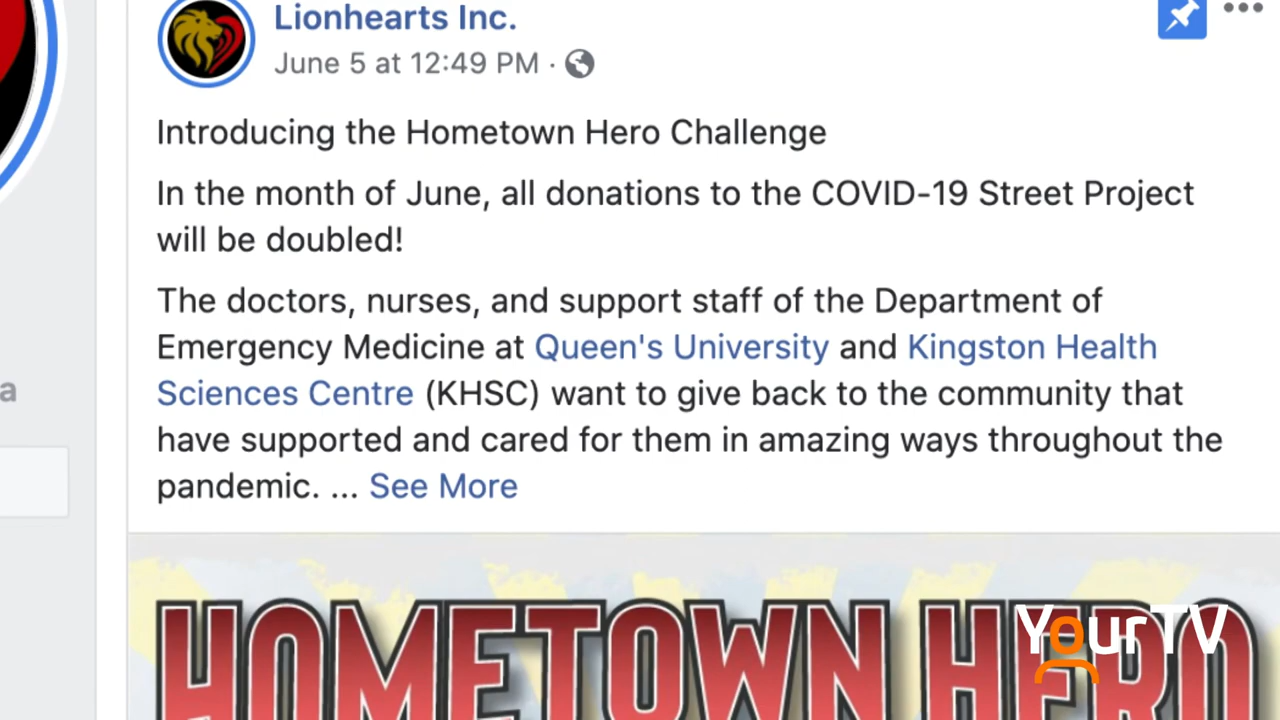 Lionhearts Inc.
June 5 at 12:49 PM ·
Introducing the Hometown Hero Challenge
In the month of June, all donations to the COVID-19 Street Project
will be doubled!
The doctors, nurses, and support staff of the Department of
Emergency Medicine at Queen's University and Kingston Health
Sciences Centre (KHSC) want to give back to the community that
have supported and cared for them in amazing ways throughout the
pandemic. ... See More
a
HOMETOWN HERO
YourTV